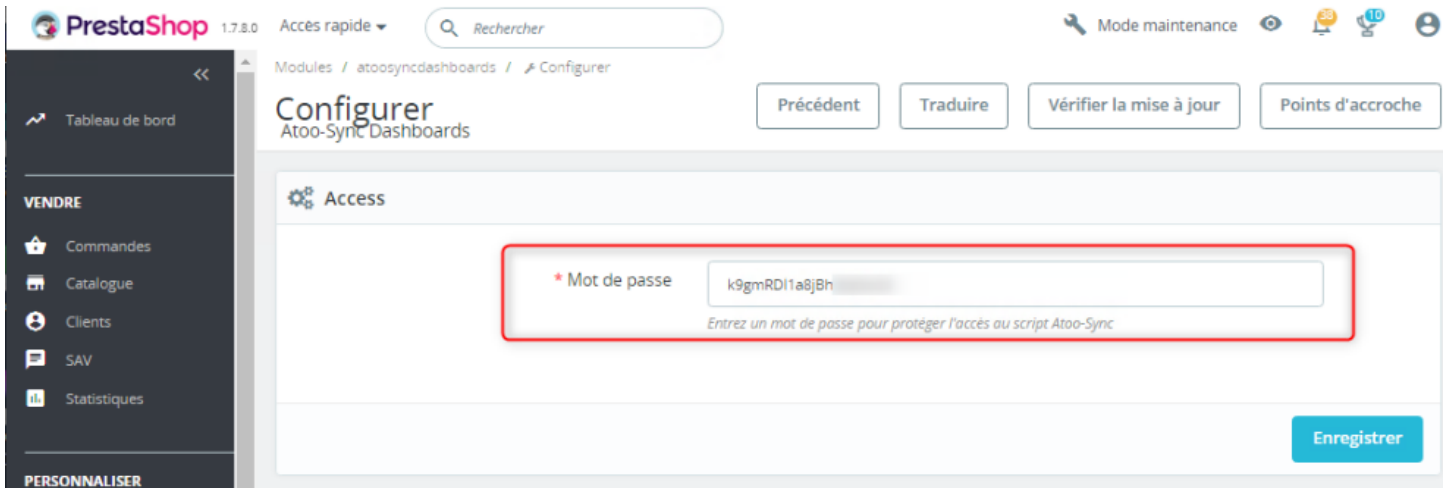 PrestaShop 1.7.8.0 Accès rapide Rechercher Mode maintenance 38 10
Modules / atoosyncdashboards / Configurer
Configurer
Atoo-Sync Dashboards
Précédent Traduire Vérifier la mise à jour Points d'accroche
Tableau de bord
VENDRE
Commandes
Catalogue
Clients
SAV
Statistiques
PERSONNALISER
Access
* Mot de passe k9gmRDI1a8jBh
Entrez un mot de passe pour protéger l'accès au script Atoo-Sync
Enregistrer